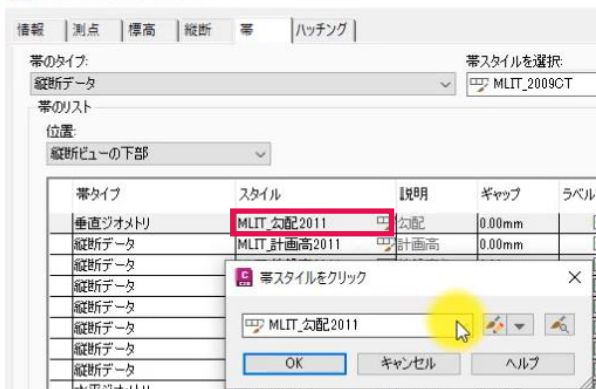 情報 測点 標高 縦断 帯 ハッチング
帯のタイプ: 帯スタイルを選択:
縦断データ MLIT_2009CT
帯のリスト
位置:
縦断ビューの下部
帯タイプ スタイル 説明 ギャップ ラベル
垂直ジオメトリ MLIT_勾配2011 勾配 0.00mm
縦断データ MLIT_計画高2011 計画高 0.00mm
縦断データ
帯スタイルをクリック
縦断データ
縦断データ
MLIT_勾配2011
縦断データ
縦断データ
OK キャンセル ヘルプ
縦断データ